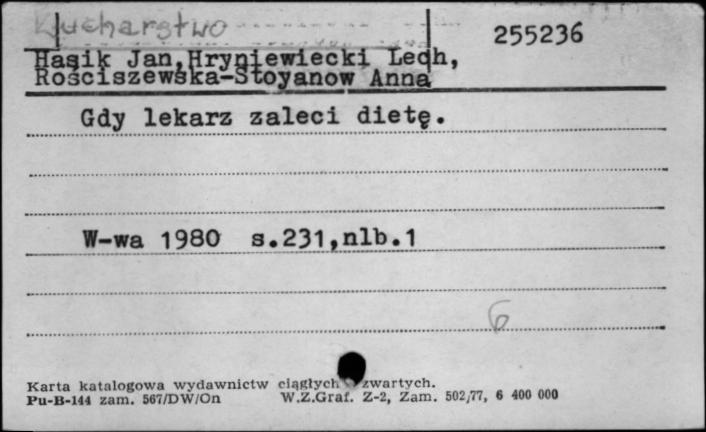 Kucharstwo
255236
Hasik Jan,Hryniewiecki Lech,
Rościszewska-Stoyanow Anna
Gdy lekarz zaleci dietę.
W-wa 1980 s.231,nlb.1
6
Karta katalogowa wydawnictw ciągłych zwartych.
Pu-B-144 zam. 567/DW/On W.Z.Graf. Z-2, Zam. 502/77, 6 400 000